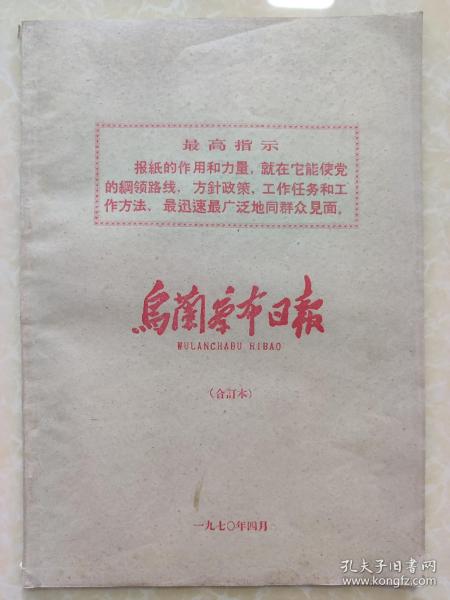 最高指示
报紙的作用和力量，就在它能使党
的綱领路线，方針政策，工作任务和工
作方法，最迅速最广泛地同群众見面。
烏蘭察布日報
WULANCHABU RIBAO
（合訂本）
一九七〇年四月
孔夫子旧书网
www.kongfz.com